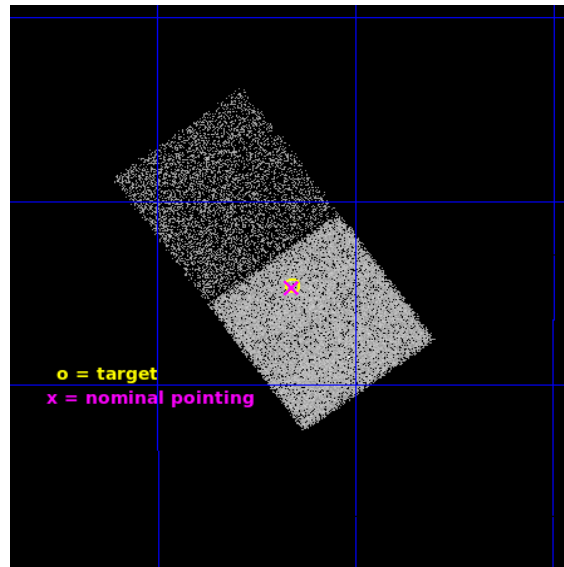 o = target
x = nominal pointing